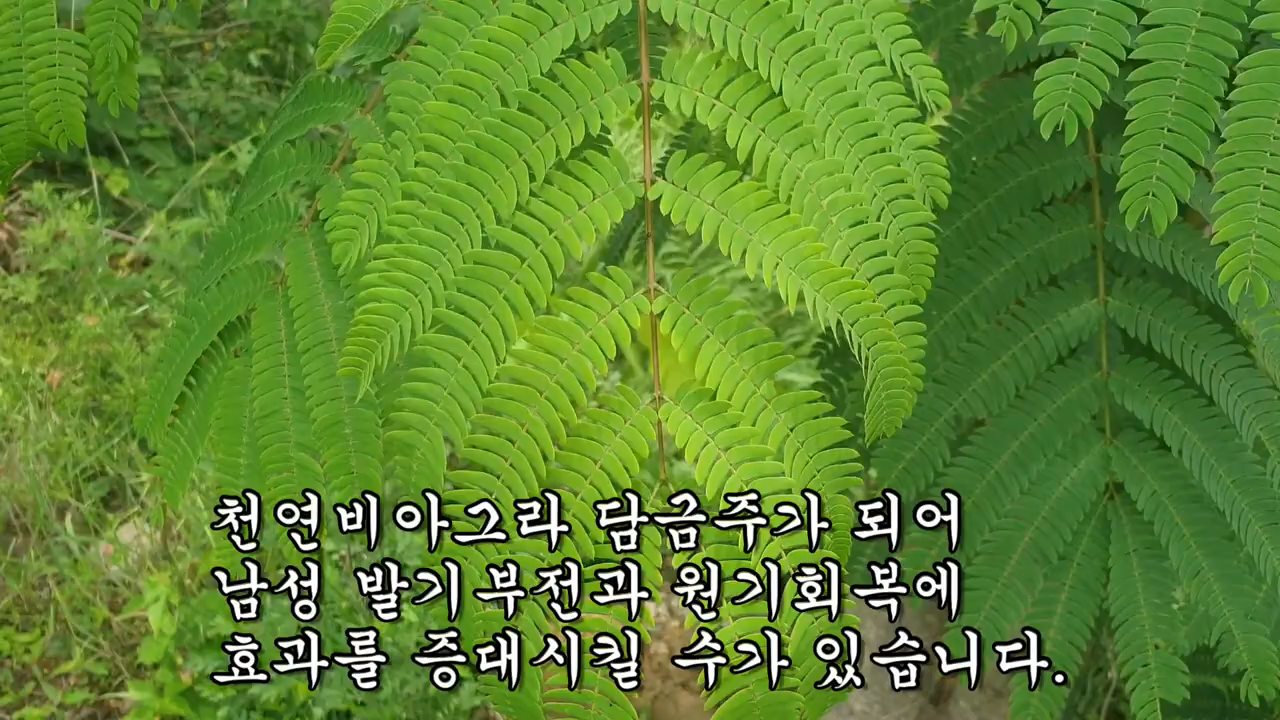 천연비아그라 담금주가 되어
남성 발기부전과 원기회복에
효과를 증대시킬 수가 있습니다.